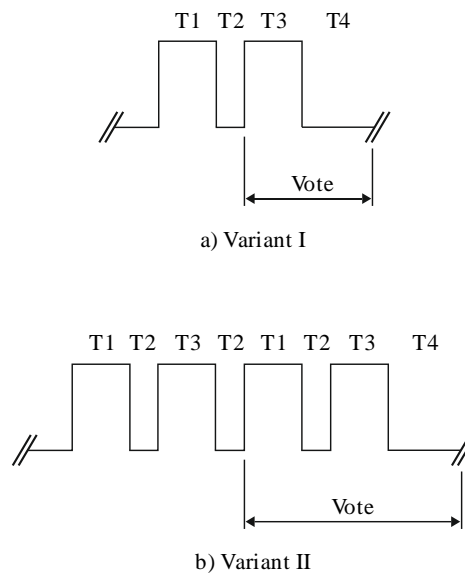 T1 T2 T3 T4
Vote
a) Variant I
T1 T2 T3 T2 T1 T2 T3 T4
Vote
b) Variant II